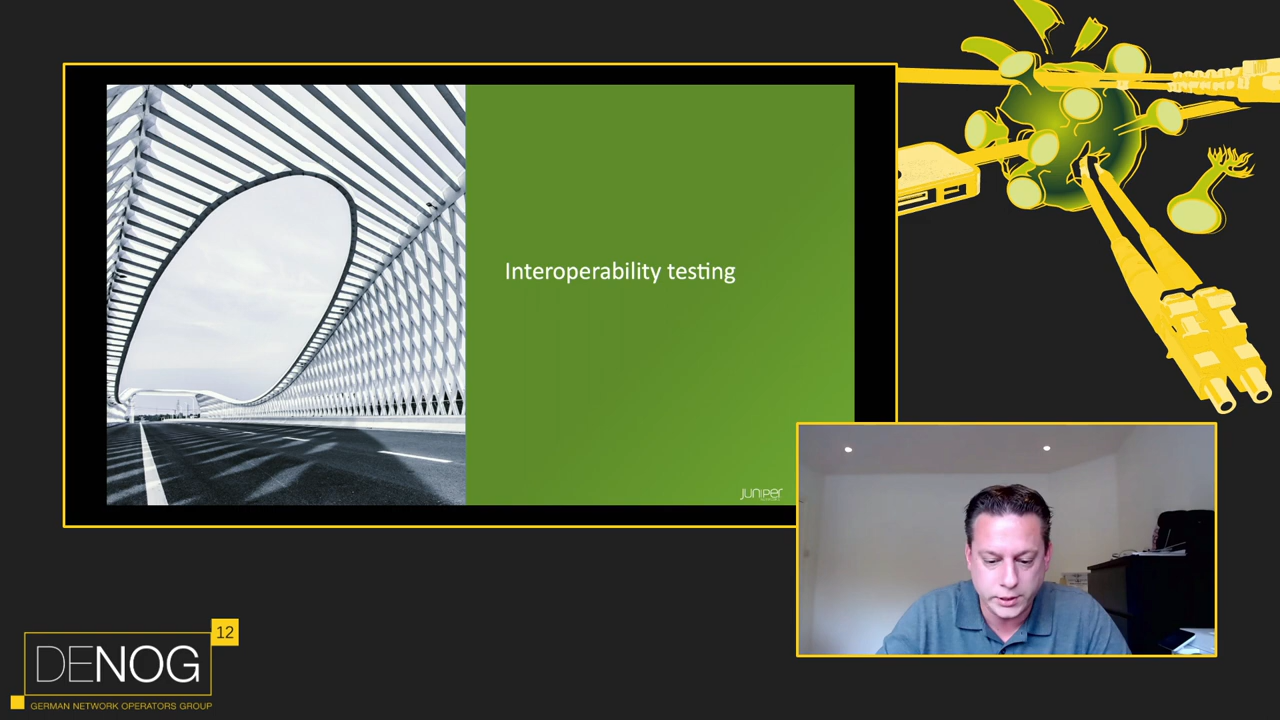 Interoperability testing
JUNIPER
12
DENOG
GERMAN NETWORK OPERATORS GROUP